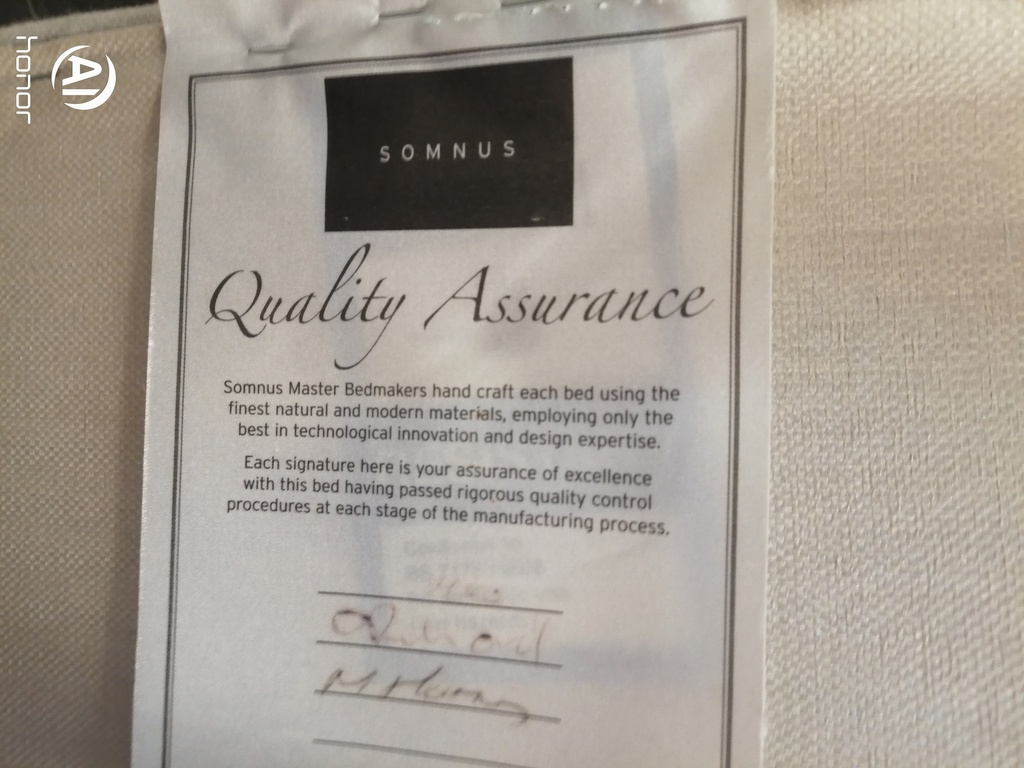 SOMNUS
Quality Assurance
Somnus Master Bedmakers hand craft each bed using the
finest natural and modern materials, employing only the
best in technological innovation and design expertise.
Each signature here is your assurance of excellence
with this bed having passed rigorous quality control
procedures at each stage of the manufacturing process.
AI
honor